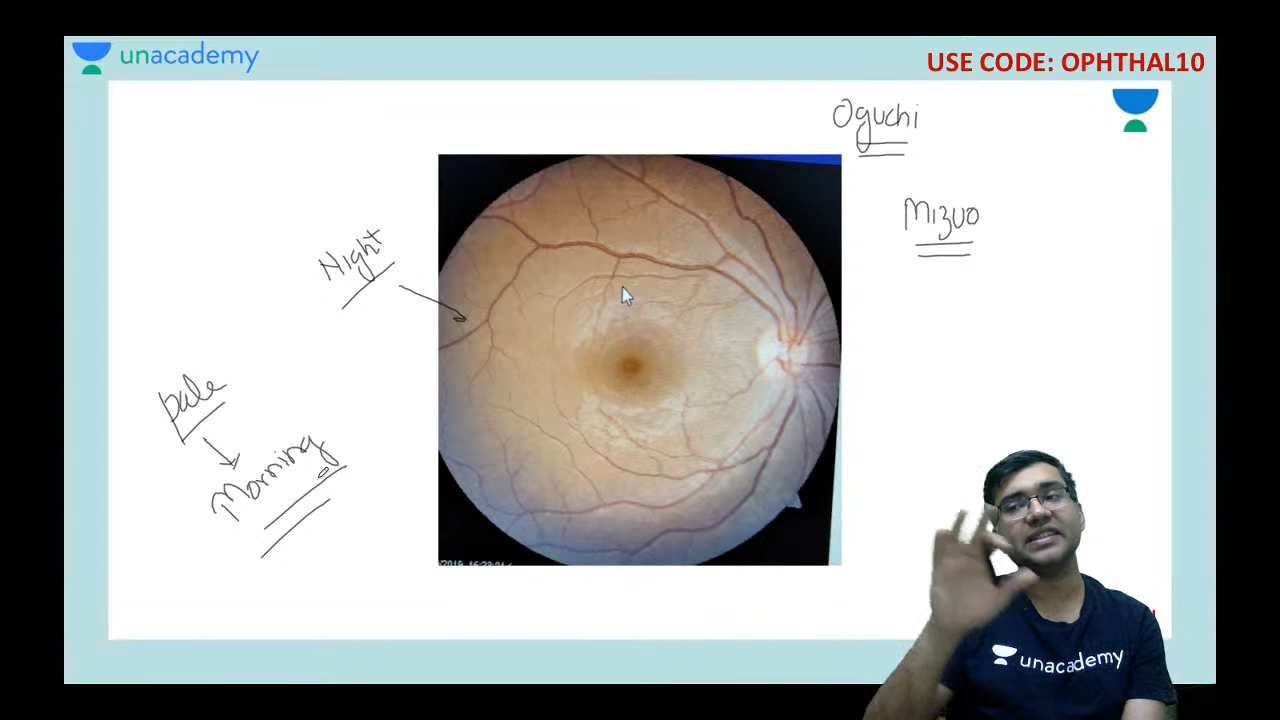 unacademy
USE CODE: OPHTHAL10
Oguchi
Mizuo
Night
pale
Morning
unacademy